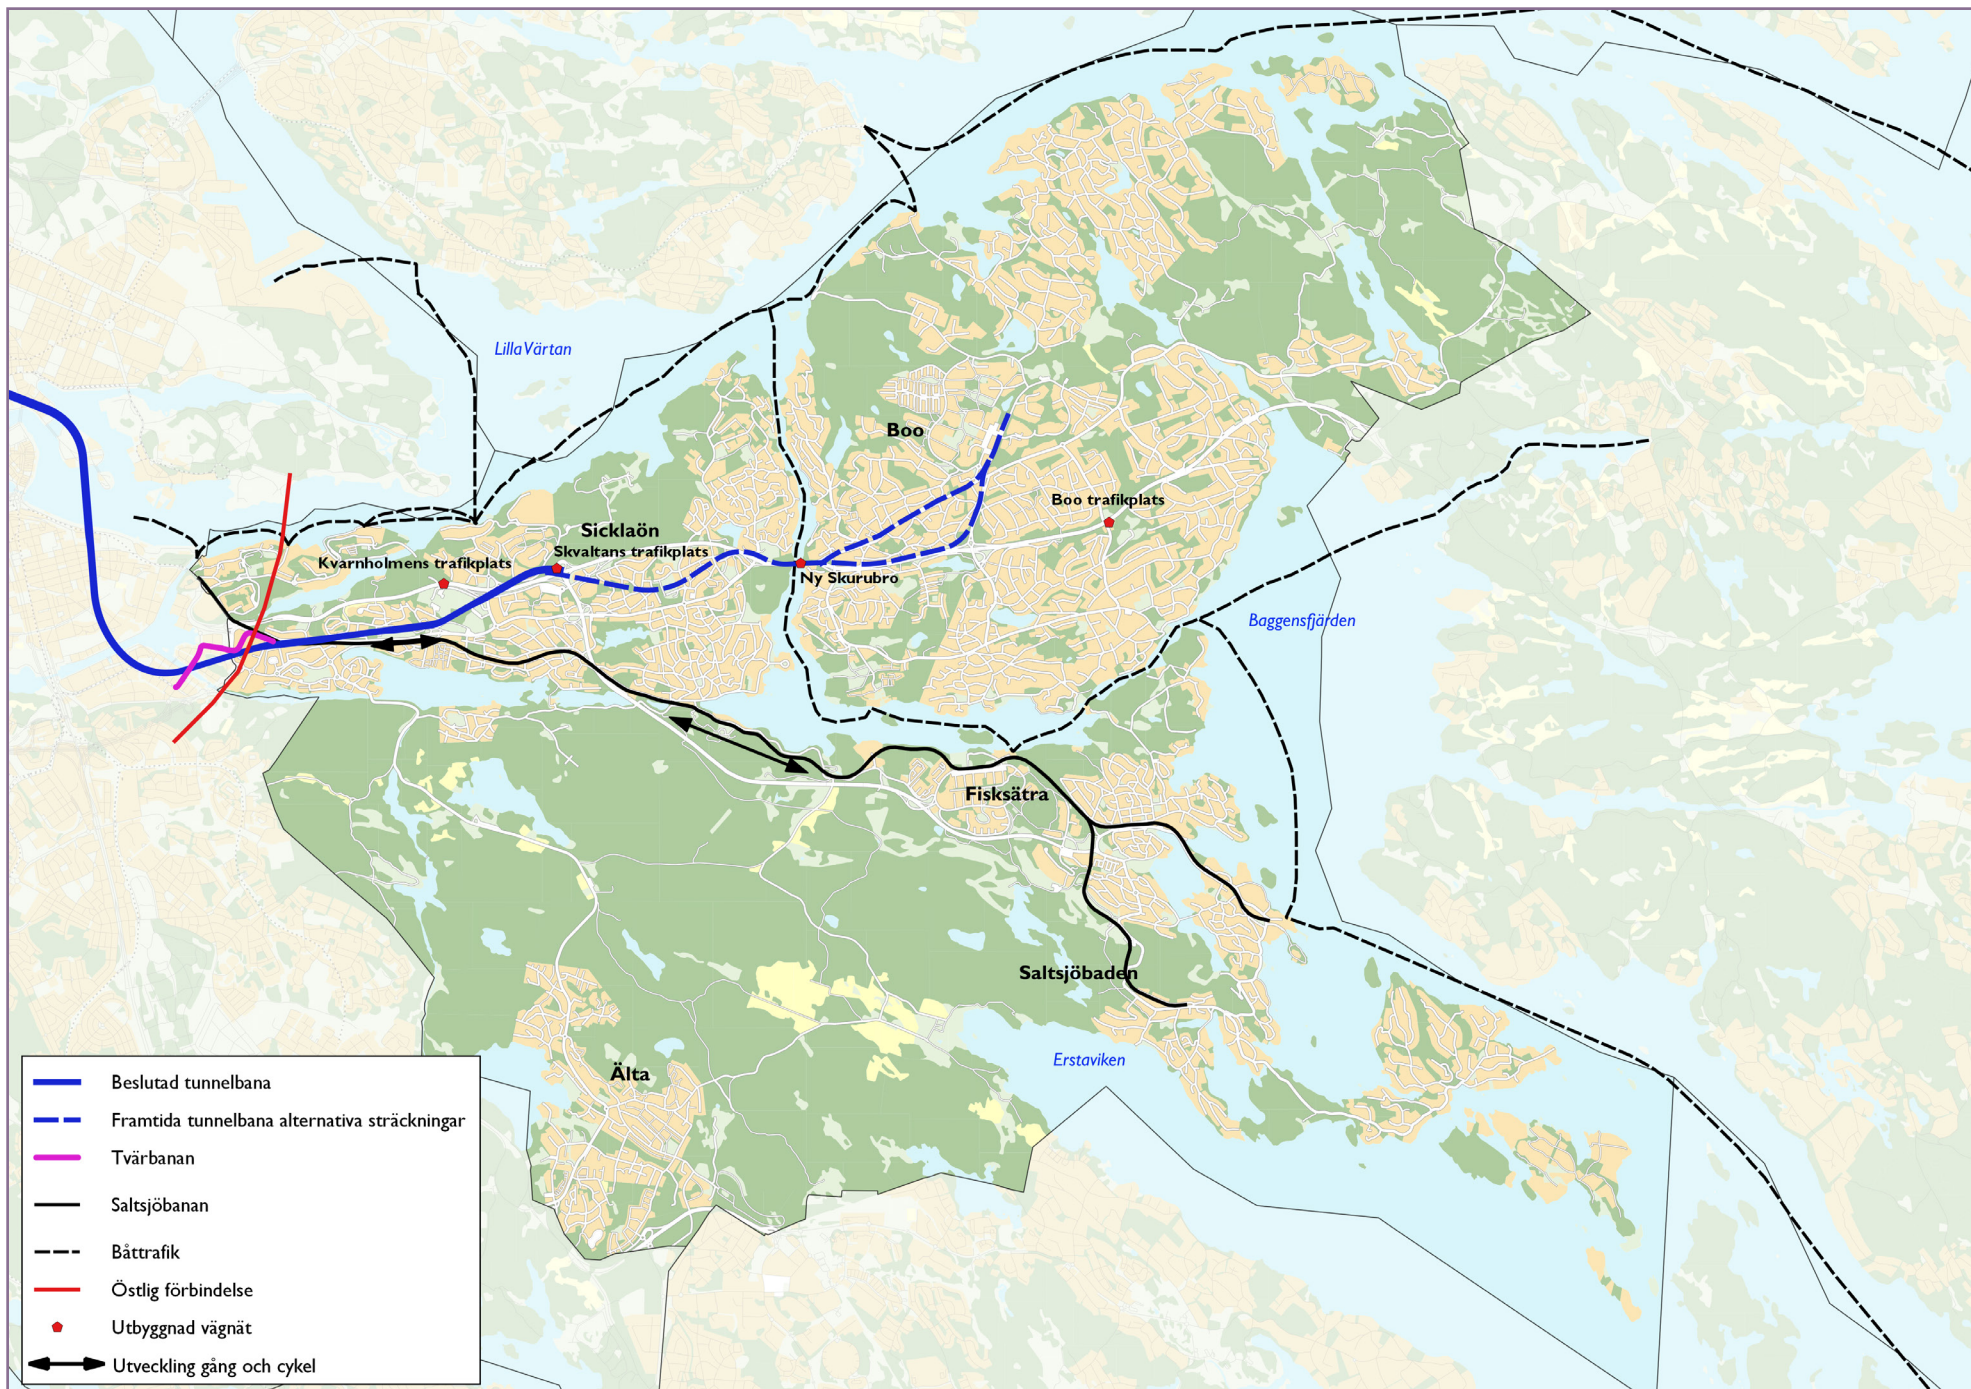 Lilla Värtan
Boo
Boo trafikplats
Sicklaön
Skvaltans trafikplats
Kvarnholmens trafikplats
Ny Skurubro
Baggensfjärden
Fisksätra
Saltsjöbaden
Erstaviken
Älta
Beslutad tunnelbana
Framtida tunnelbana alternativa sträckningar
Tvärbanan
Saltsjöbanan
Båttrafik
Östlig förbindelse
Utbyggnad vägnät
Utveckling gång och cykel